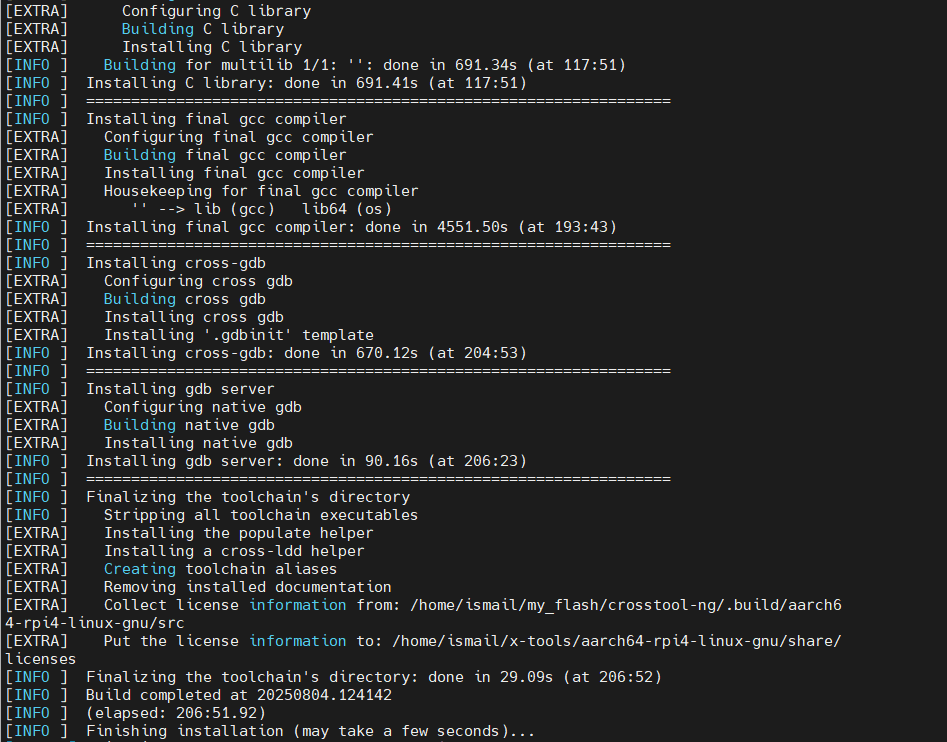 [EXTRA]      Configuring C library
[EXTRA]      Building C library
[EXTRA]      Installing C library
[INFO ]    Building for multilib 1/1: '': done in 691.34s (at 117:51)
[INFO ]  Installing C library: done in 691.41s (at 117:51)
[INFO ]  =================================================================
[INFO ]  Installing final gcc compiler
[EXTRA]    Configuring final gcc compiler
[EXTRA]    Building final gcc compiler
[EXTRA]    Installing final gcc compiler
[EXTRA]    Housekeeping for final gcc compiler
[EXTRA]       '' --> lib (gcc)   lib64 (os)
[INFO ]  Installing final gcc compiler: done in 4551.50s (at 193:43)
[INFO ]  =================================================================
[INFO ]  Installing cross-gdb
[EXTRA]    Configuring cross gdb
[EXTRA]    Building cross gdb
[EXTRA]    Installing cross gdb
[EXTRA]    Installing '.gdbinit' template
[INFO ]  Installing cross-gdb: done in 670.12s (at 204:53)
[INFO ]  =================================================================
[INFO ]  Installing gdb server
[EXTRA]    Configuring native gdb
[EXTRA]    Building native gdb
[EXTRA]    Installing native gdb
[INFO ]  Installing gdb server: done in 90.16s (at 206:23)
[INFO ]  =================================================================
[INFO ]  Finalizing the toolchain's directory
[INFO ]    Stripping all toolchain executables
[EXTRA]    Installing the populate helper
[EXTRA]    Installing a cross-ldd helper
[EXTRA]    Creating toolchain aliases
[EXTRA]    Removing installed documentation
[EXTRA]    Collect license information from: /home/ismail/my_flash/crosstool-ng/.build/aarch6
4-rpi4-linux-gnu/src
[EXTRA]    Put the license information to: /home/ismail/x-tools/aarch64-rpi4-linux-gnu/share/
licenses
[INFO ]  Finalizing the toolchain's directory: done in 29.09s (at 206:52)
[INFO ]  Build completed at 20250804.124142
[INFO ]  (elapsed: 206:51.92)
[INFO ]  Finishing installation (may take a few seconds)...